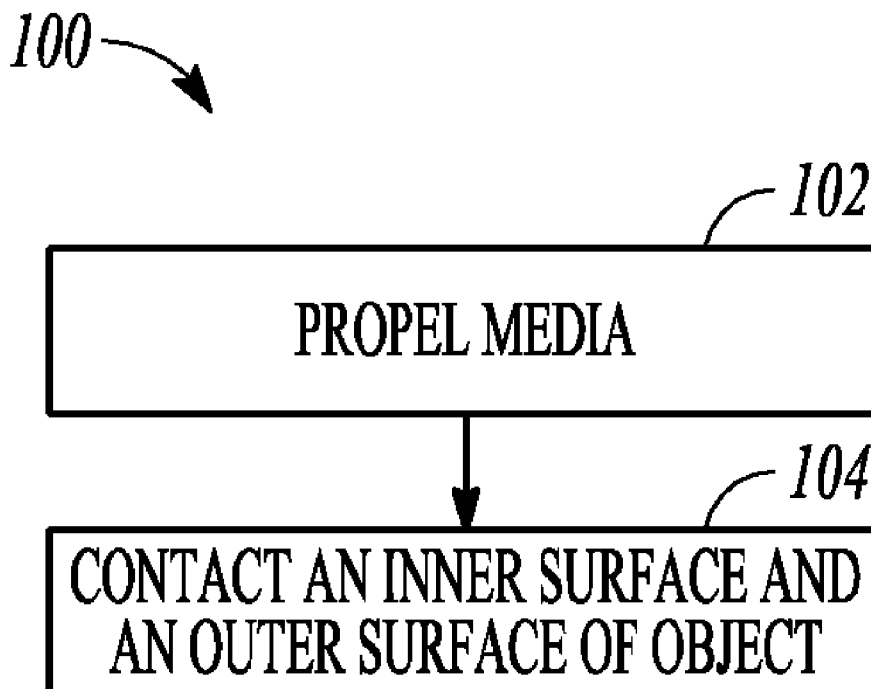 100
102
PROPEL MEDIA
104
CONTACT AN INNER SURFACE AND
AN OUTER SURFACE OF OBJECT